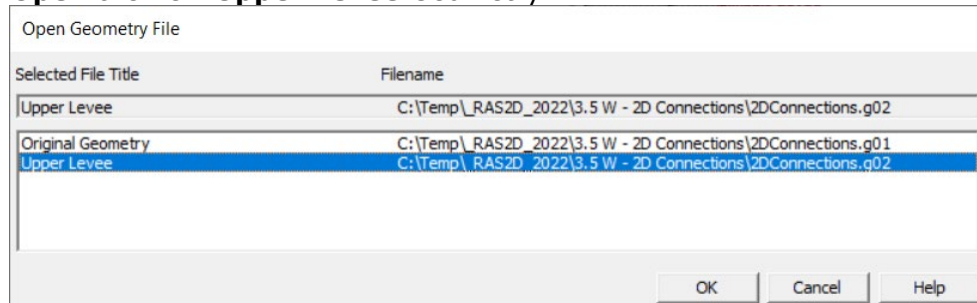 Open Geometry File
Selected File Title Filename
Upper Levee C:\Temp\_RAS2D_2022\3.5 W - 2D Connections\2DConnections.g02
Original Geometry C:\Temp\_RAS2D_2022\3.5 W - 2D Connections\2DConnections.g01
Upper Levee C:\Temp\_RAS2D_2022\3.5 W - 2D Connections\2DConnections.g02
OK Cancel Help